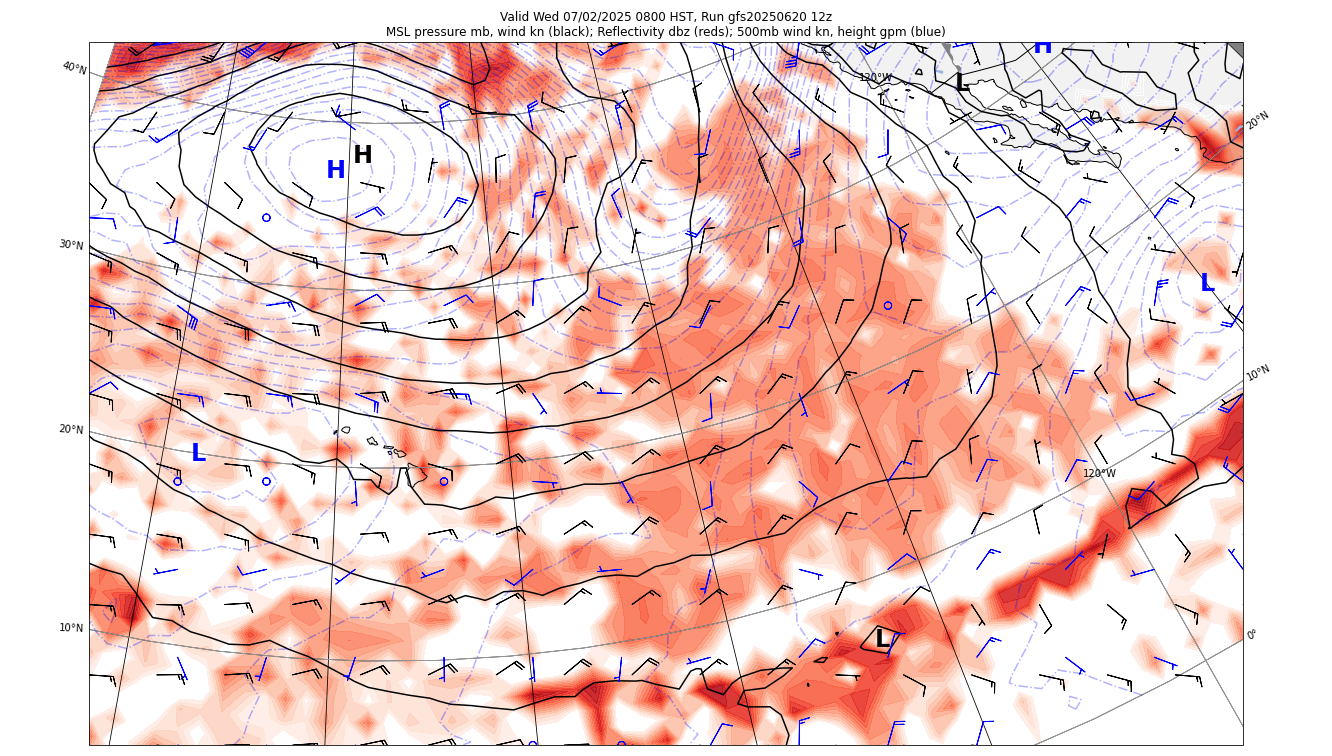 Valid Wed 07/02/2025 0800 HST, Run gfs20250620 12z
MSL pressure mb, wind kn (black); Reflectivity dbz (reds); 500mb wind kn, height gpm (blue)
H
40°N
120°W
L
20°N
H
H
30°N
L
10°N
20°N
L
120°W
10°N
L
0°